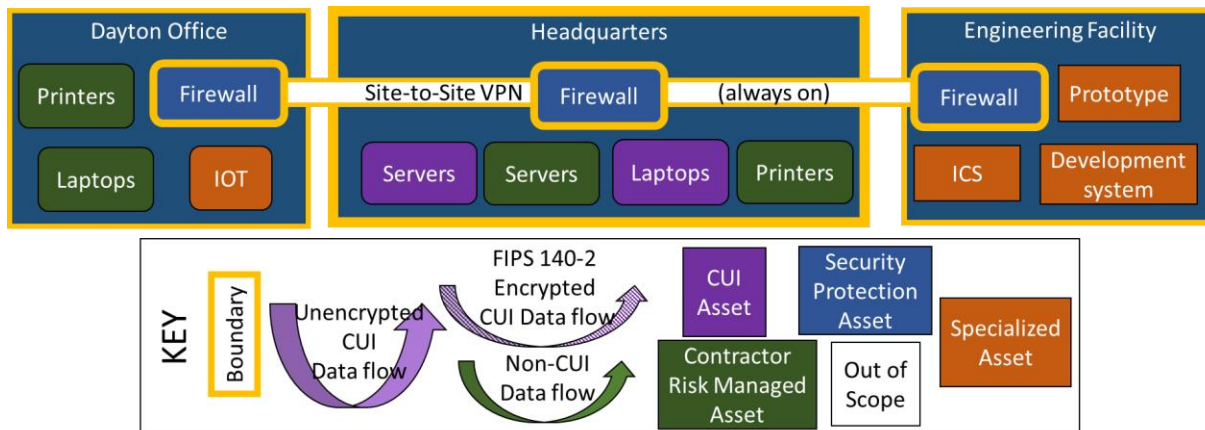 Dayton Office
Headquarters
Engineering Facility
Printers
Firewall
Site-to-Site VPN
Firewall
(always on)
Firewall
Prototype
Laptops
IOT
Servers
Servers
Laptops
Printers
ICS
Development
system
KEY
Boundary
Unencrypted
CUI
Data flow
FIPS 140-2
Encrypted
CUI Data flow
Non-CUI
Data flow
CUI
Asset
Security
Protection
Asset
Contractor
Risk Managed
Asset
Out of
Scope
Specialized
Asset